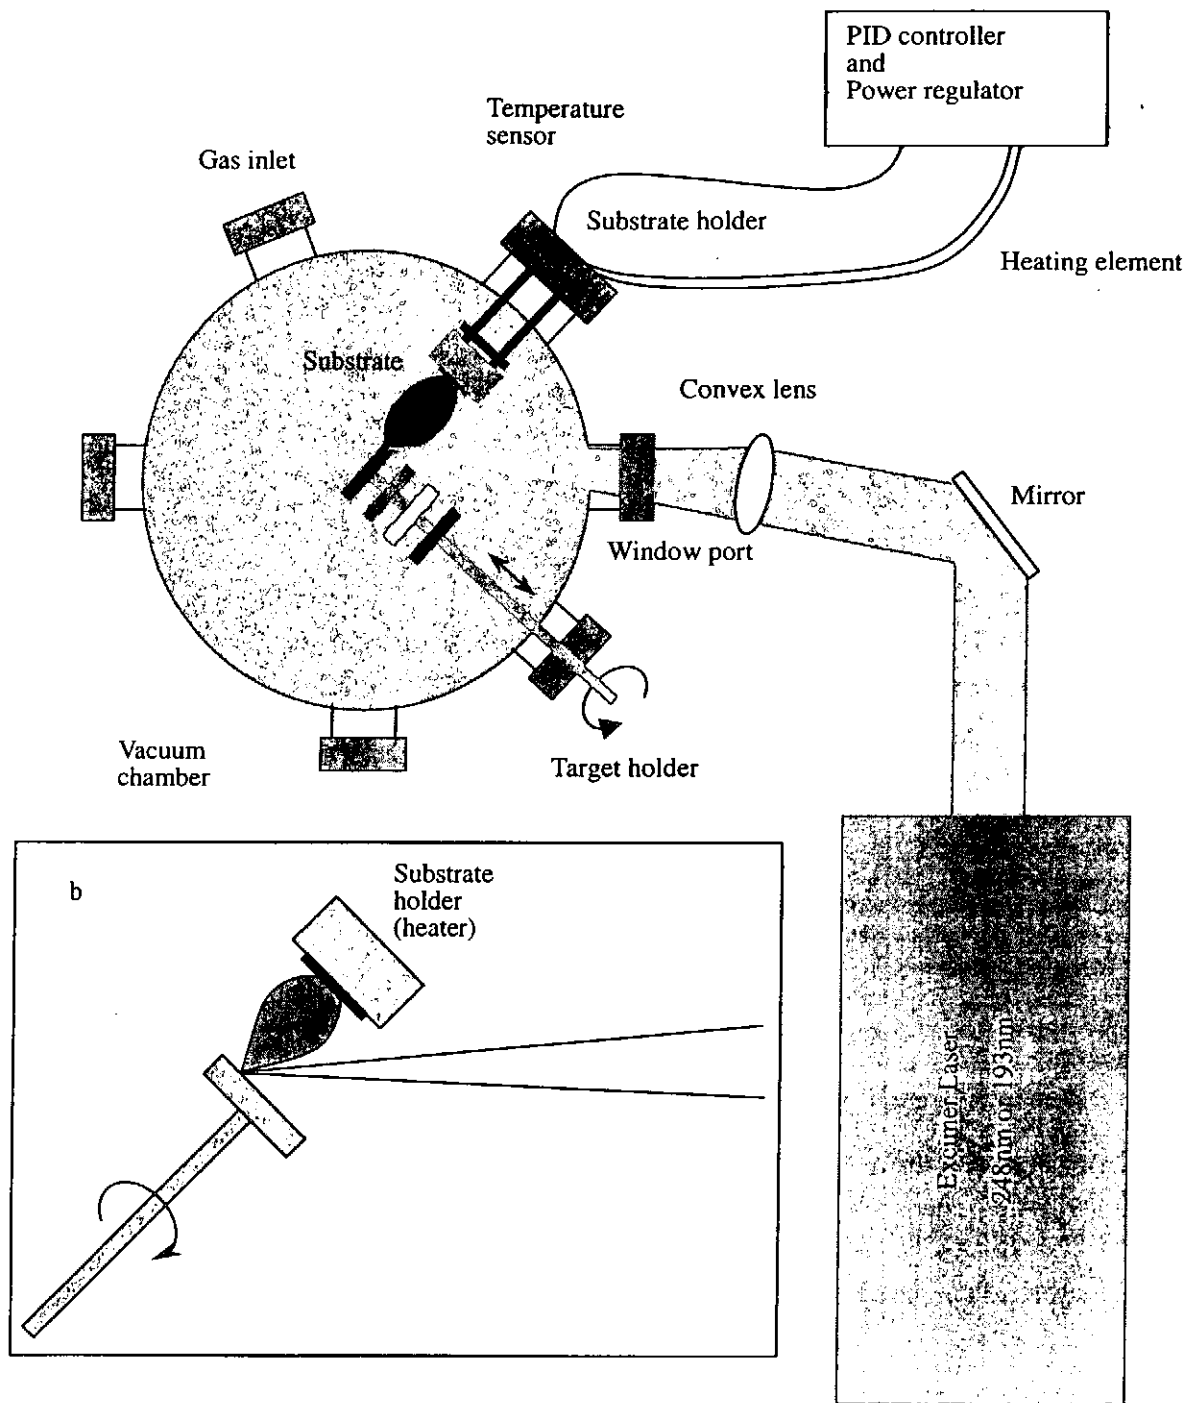 PID controller
and
Power regulator
Temperature
sensor
Gas inlet
Substrate holder
Heating element
Substrate
Convex lens
Mirror
Window port
Vacuum
chamber
Target holder
b
Substrate
holder
(heater)
Excimer Laser
248nm or 193nm